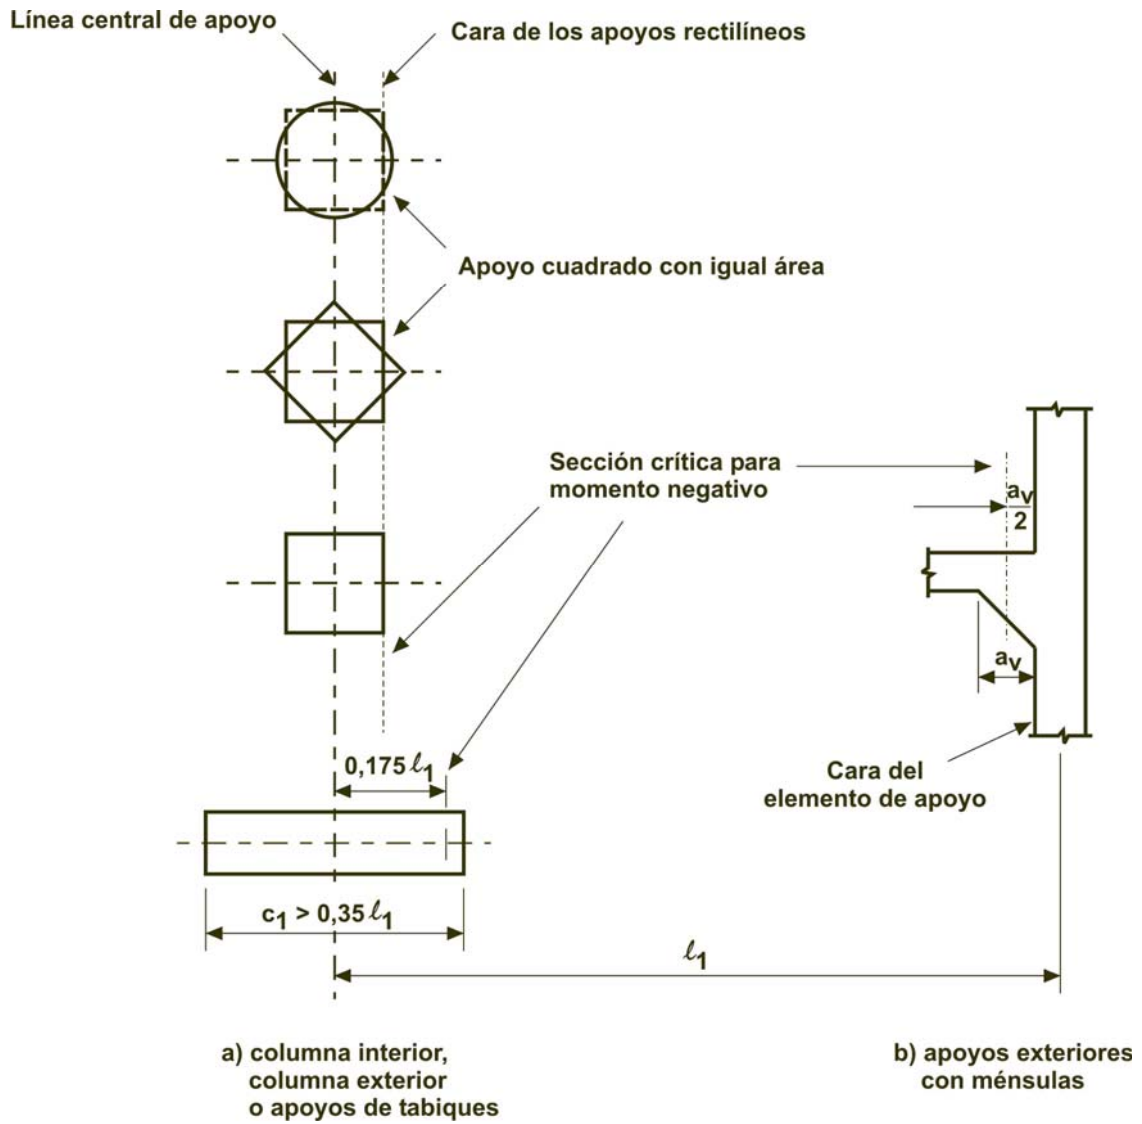 Línea central de apoyo
Cara de los apoyos rectilíneos
Apoyo cuadrado con igual área
Sección crítica para
momento negativo
aᵥ
2
aᵥ
0,175 ℓ₁
Cara del
elemento de apoyo
c₁ > 0,35 ℓ₁
ℓ₁
a) columna interior,
columna exterior
o apoyos de tabiques
b) apoyos exteriores
con ménsulas